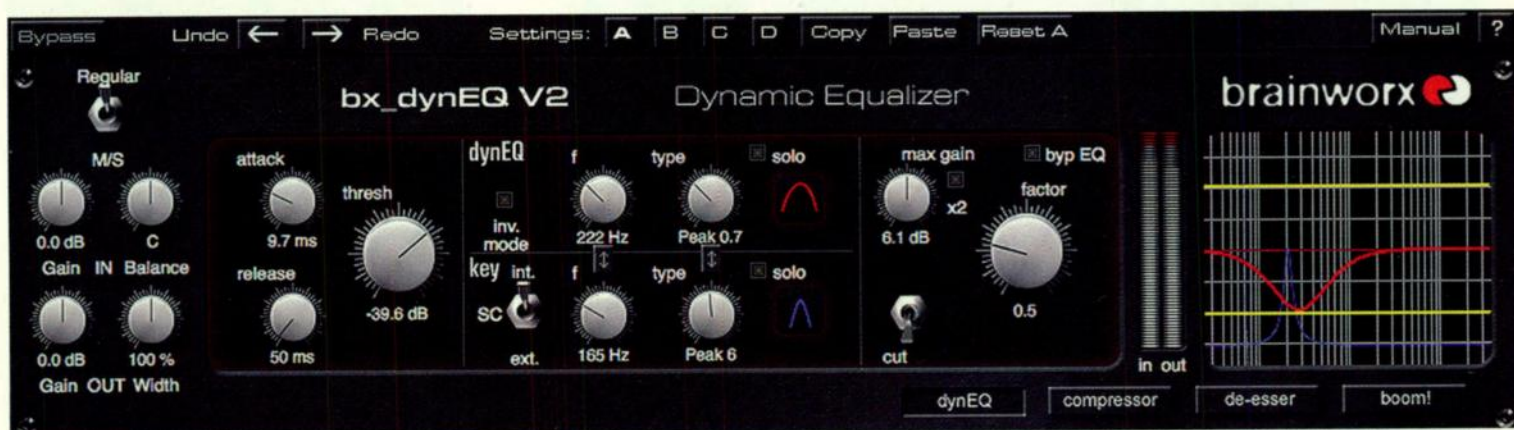 Bypass Undo ← → Redo Settings: A B C D Copy Paste Reset A Manual ?
Regular
bx_dynEQ V2 Dynamic Equalizer brainworx
M/S
0.0 dB C
Gain IN Balance
0.0 dB 100 %
Gain OUT Width
attack
9.7 ms
release
50 ms
thresh
-39.6 dB
dynEQ f type solo
inv. mode 222 Hz Peak 0.7
key int. f type solo
SC
ext. 165 Hz Peak 6
max gain byp EQ
x2 factor
6.1 dB
0.5
cut
in out
dynEQ compressor de-esser boom!